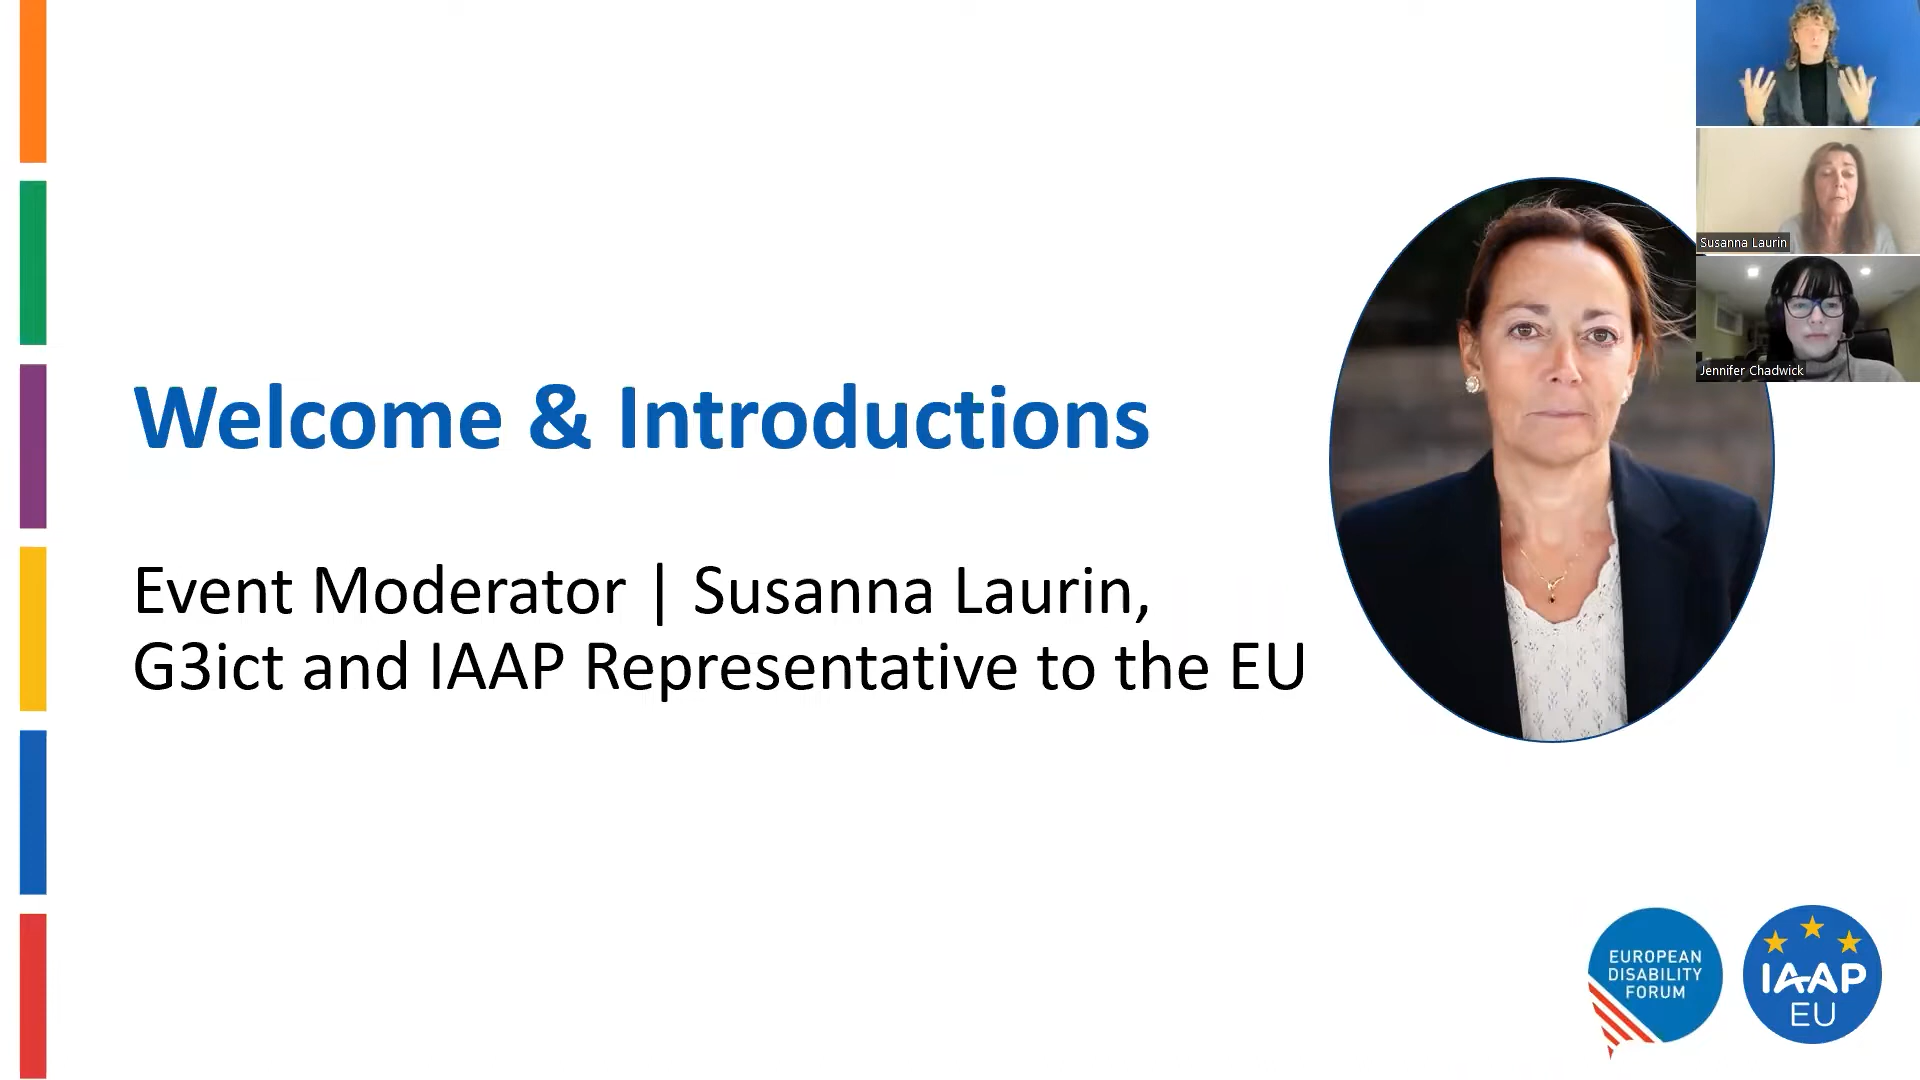 Welcome & Introductions
Event Moderator | Susanna Laurin,
G3ict and IAAP Representative to the EU
Susanna Laurin
Jennifer Chadwick
EUROPEAN
DISABILITY
FORUM
IAAP
EU